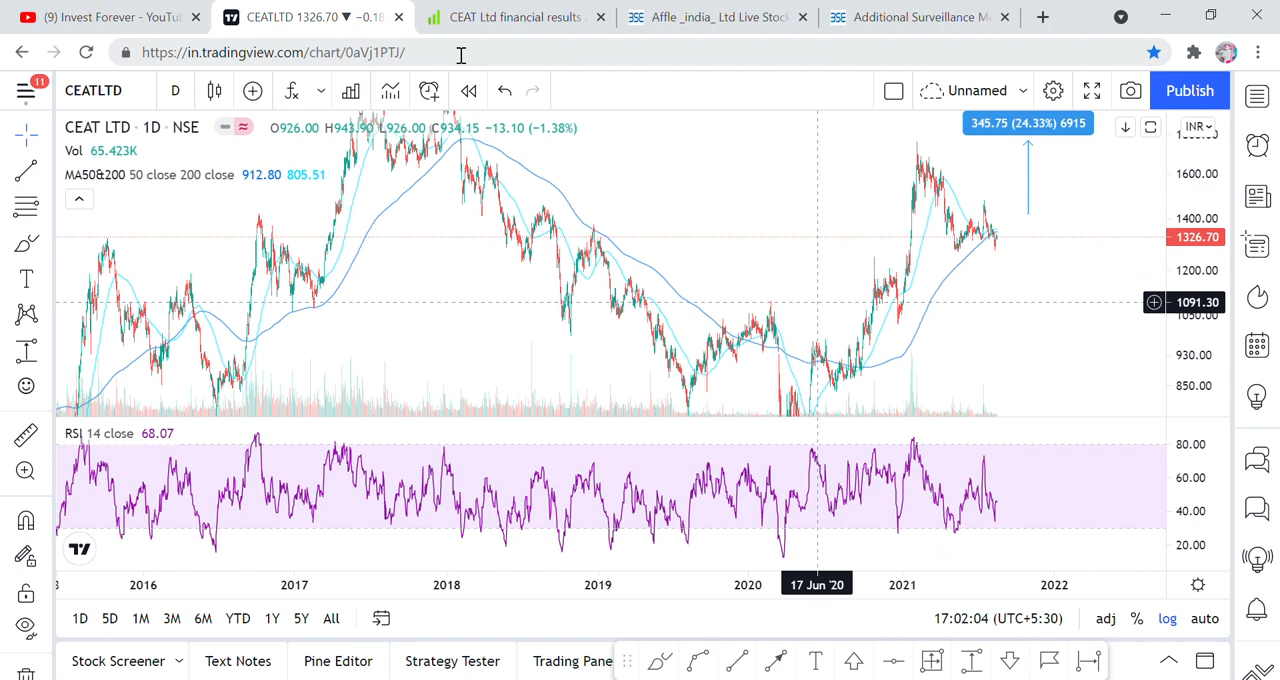 (9) Invest Forever - YouTu
CEATLTD 1326.70 ▼ −0.18
CEAT Ltd financial results
Affle _india_ Ltd Live Stock
Additional Surveillance M
https://in.tradingview.com/chart/0aVj1PTJ/
11
CEATLTD
D
Unnamed
Publish
CEAT LTD · 1D · NSE
O926.00 H943.90 L926.00 C934.15 −13.10 (−1.38%)
345.75 (24.33%) 6915
INR
Vol 65.423K
MA50&200 50 close 200 close 912.80 805.51
1600.00
1400.00
1326.70
1200.00
1091.30
930.00
850.00
RSI 14 close 68.07
80.00
60.00
40.00
20.00
2016
2017
2018
2019
2020
17 Jun '20
2021
2022
1D 5D 1M 3M 6M YTD 1Y 5Y All
17:02:04 (UTC+5:30)
adj % log auto
Stock Screener
Text Notes
Pine Editor
Strategy Tester
Trading Pane